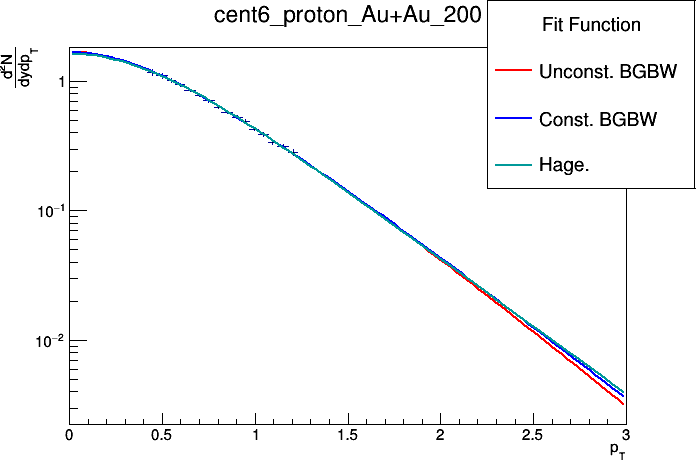 cent6_proton_Au+Au_200
Fit Function
Unconst. BGBW
Const. BGBW
Hage.
d²N
dydp_T
1
10⁻¹
10⁻²
0 0.5 1 1.5 2 2.5 3
p_T